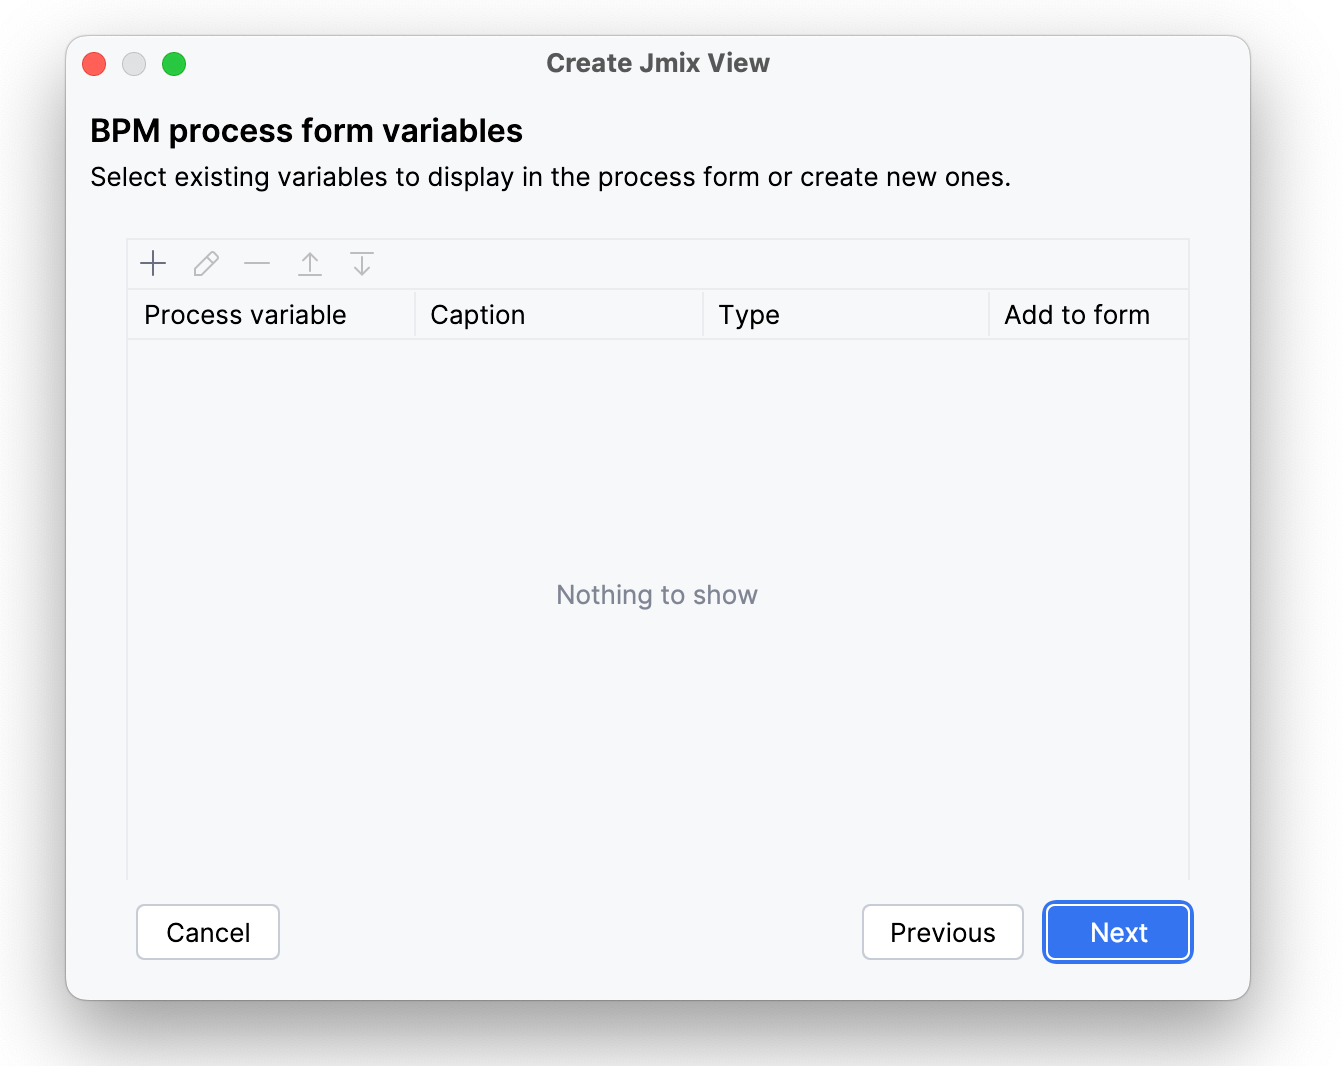 Create Jmix View
BPM process form variables
Select existing variables to display in the process form or create new ones.
Process variable Caption Type Add to form
Nothing to show
Cancel Previous Next